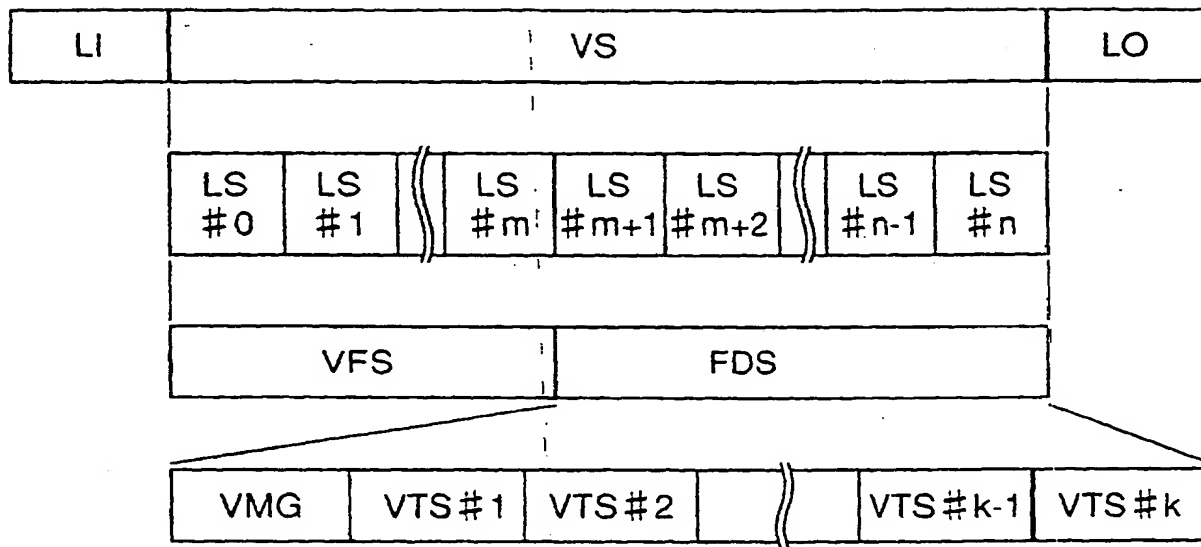 LI VS LO
LS LS LS LS LS LS LS
#0 #1 #m #m+1 #m+2 #n-1 #n
VFS FDS
VMG VTS#1 VTS#2 VTS#k-1 VTS#k